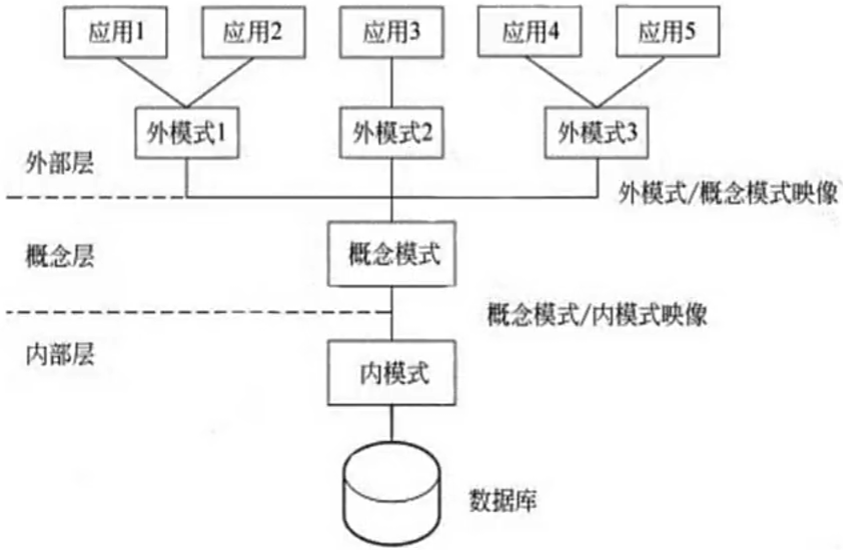 应用1
应用2
应用3
应用4
应用5
外模式1
外模式2
外模式3
外部层
外模式/概念模式映像
概念层
概念模式
概念模式/内模式映像
内部层
内模式
数据库